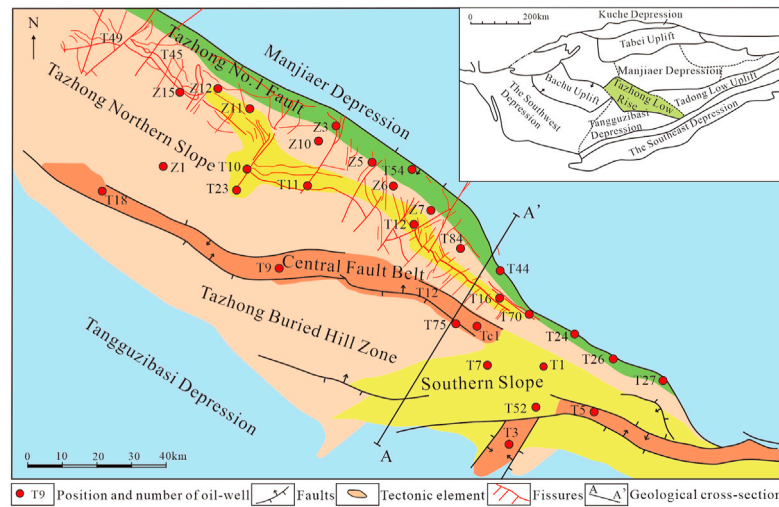 N
T49
T45
Tazhong No.1 Fault
Manjiaer Depression
Z15
Z12
Z11
Tazhong Northern Slope
Z3
Z10
Z5
T54
Z1
T10
Z6
T23
T11
Z7
T18
T12
T84
A'
T44
T9
Central Fault Belt
T12
T16
T70
Tazhong Buried Hill Zone
T75
Tc1
T24
T26
T27
Tangguzibasi Depression
T7
T1
Southern Slope
T52
T5
T3
A
0 10 20 30 40km
0 200km
Kuche Depression
Tabei Uplift
Manjiaer Depression
Bachu Uplift
Tazhong Low
Rise
Tadong Low Uplift
The Southwest
Depression
Tangguzibasi
Depression
The Southeast Depression
T9 Position and number of oil-well
Faults
Tectonic element
Fissures
A A' Geological cross-section